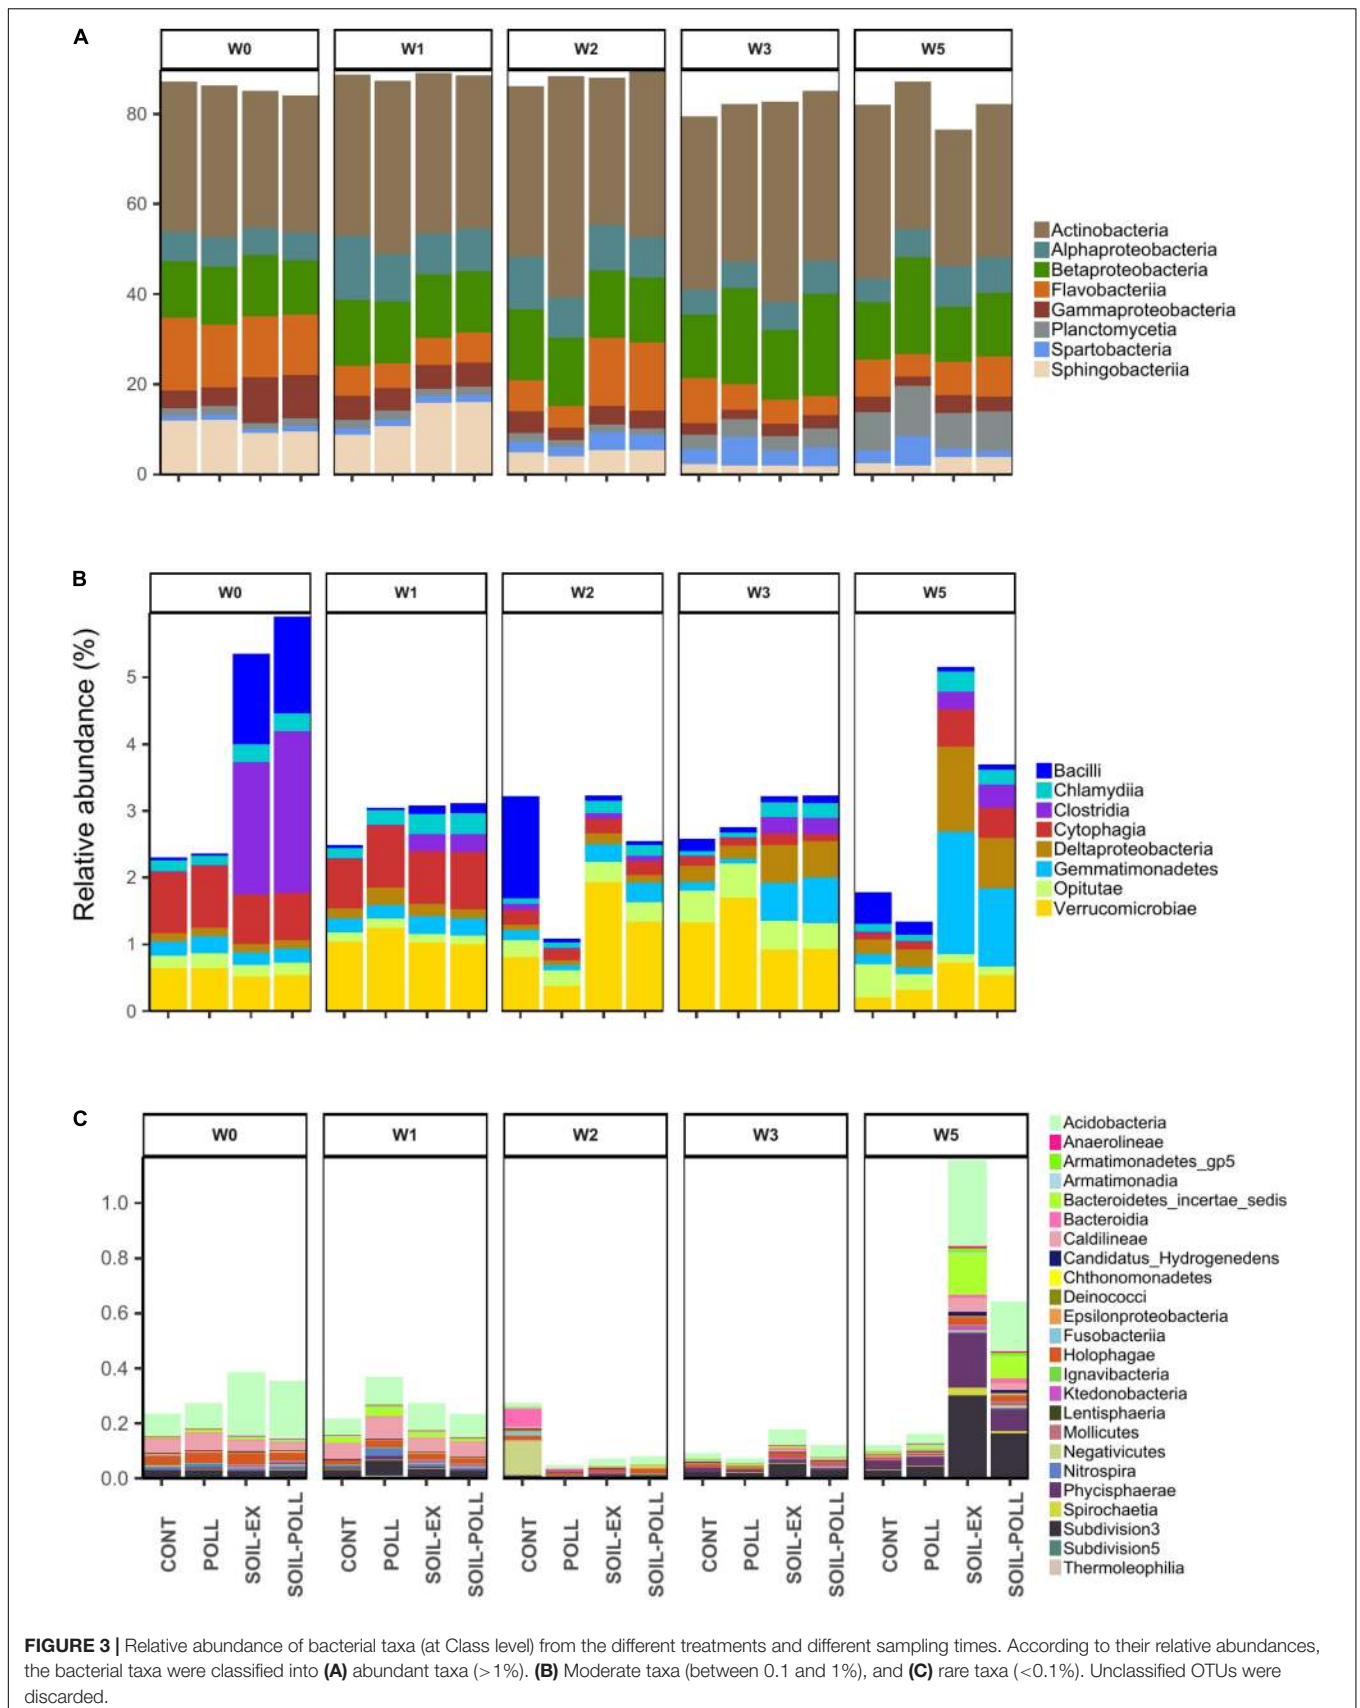 A
W0 W1 W2 W3 W5
80
60
40
20
0
Actinobacteria
Alphaproteobacteria
Betaproteobacteria
Flavobacteriia
Gammaproteobacteria
Planctomycetia
Spartobacteria
Sphingobacteriia
B
W0 W1 W2 W3 W5
Relative abundance (%)
5
4
3
2
1
0
Bacilli
Chlamydiia
Clostridia
Cytophagia
Deltaproteobacteria
Gemmatimonadetes
Opitutae
Verrucomicrobiae
C
W0 W1 W2 W3 W5
1.0
0.8
0.6
0.4
0.2
0.0
CONT POLL SOIL-EX SOIL-POLL CONT POLL SOIL-EX SOIL-POLL CONT POLL SOIL-EX SOIL-POLL CONT POLL SOIL-EX SOIL-POLL CONT POLL SOIL-EX SOIL-POLL
Acidobacteria
Anaerolineae
Armatimonadetes_gp5
Armatimonadia
Bacteroidetes_incertae_sedis
Bacteroidia
Caldilineae
Candidatus_Hydrogenedens
Chthonomonadetes
Deinococci
Epsilonproteobacteria
Fusobacteriia
Holophagae
Ignavibacteria
Ktedonobacteria
Lentisphaeria
Mollicutes
Negativicutes
Nitrospira
Phycisphaerae
Spirochaetia
Subdivision3
Subdivision5
Thermoleophilia
FIGURE 3 | Relative abundance of bacterial taxa (at Class level) from the different treatments and different sampling times. According to their relative abundances,
the bacterial taxa were classified into (A) abundant taxa (>1%). (B) Moderate taxa (between 0.1 and 1%), and (C) rare taxa (<0.1%). Unclassified OTUs were
discarded.